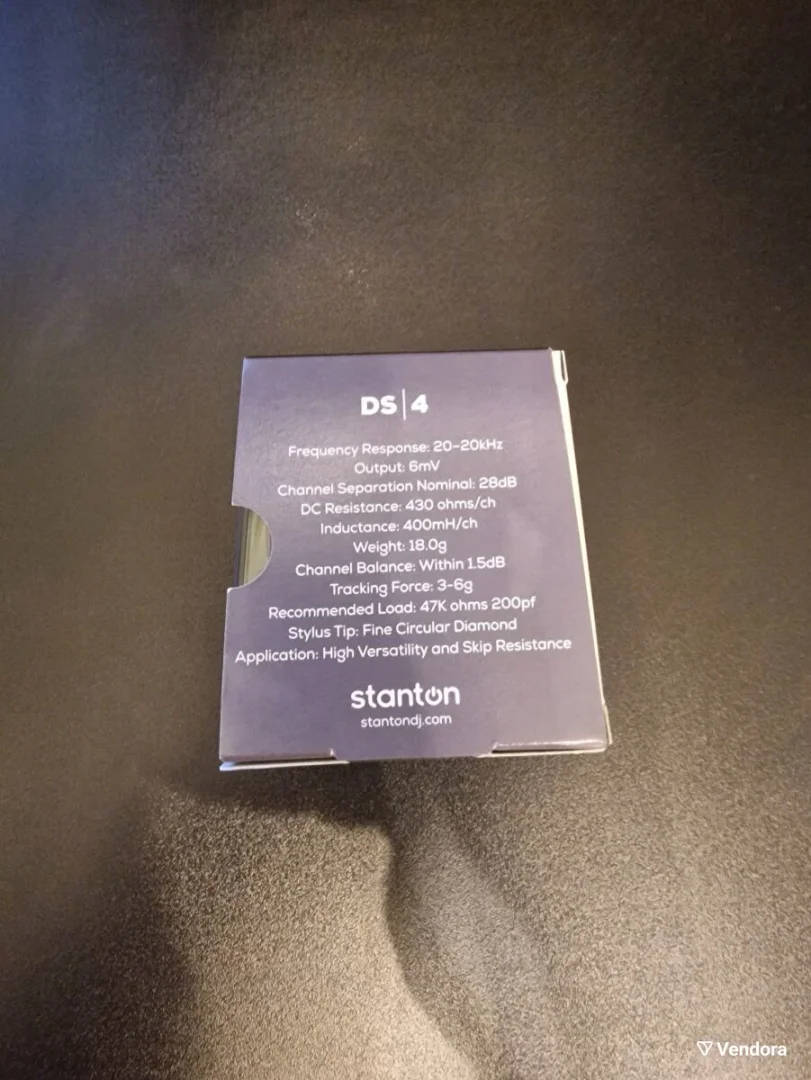 DS|4
Frequency Response: 20-20kHz
Output: 6mV
Channel Separation Nominal: 28dB
DC Resistance: 430 ohms/ch
Inductance: 400mH/ch
Weight: 18.0g
Channel Balance: Within 1.5dB
Tracking Force: 3-6g
Recommended Load: 47K ohms 200pf
Stylus Tip: Fine Circular Diamond
Application: High Versatility and Skip Resistance
stanton
stantondj.com
Vendora